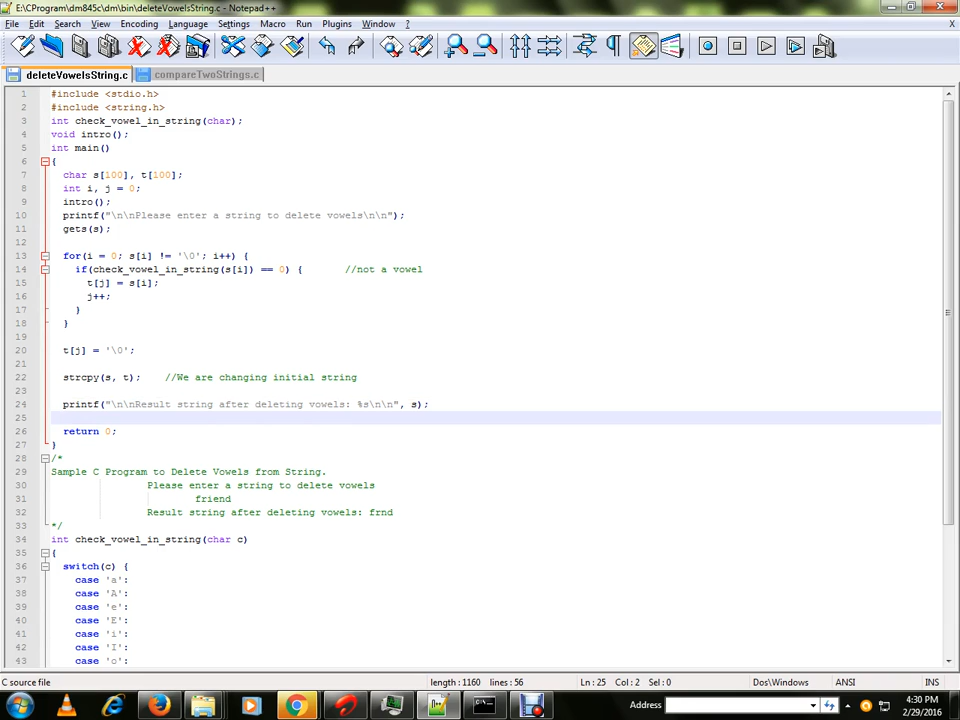 E:\CProgram\dm845c\dm\bin\deleteVowelsString.c - Notepad++
File Edit Search View Encoding Language Settings Macro Run Plugins Window ? X
deleteVowelsString.c compareTwoStrings.c
1 #include <stdio.h>
2 #include <string.h>
3 int check_vowel_in_string(char);
4 void intro();
5 int main()
6 {
7 char s[100], t[100];
8 int i, j = 0;
9 intro();
10 printf("\n\nPlease enter a string to delete vowels\n\n");
11 gets(s);
12
13 for(i = 0; s[i] != '\0'; i++) {
14 if(check_vowel_in_string(s[i]) == 0) { //not a vowel
15 t[j] = s[i];
16 j++;
17 }
18 }
19
20 t[j] = '\0';
21
22 strcpy(s, t); //We are changing initial string
23
24 printf("\n\nResult string after deleting vowels: %s\n\n", s);
25
26 return 0;
27 }
28 /*
29 Sample C Program to Delete Vowels from String.
30 Please enter a string to delete vowels
31 friend
32 Result string after deleting vowels: frnd
33 */
34 int check_vowel_in_string(char c)
35 {
36 switch(c) {
37 case 'a':
38 case 'A':
39 case 'e':
40 case 'E':
41 case 'i':
42 case 'I':
43 case 'o':
C source file length : 1160 lines : 56 Ln : 25 Col : 2 Sel : 0 Dos\Windows ANSI INS
Address
4:30 PM
2/29/2016